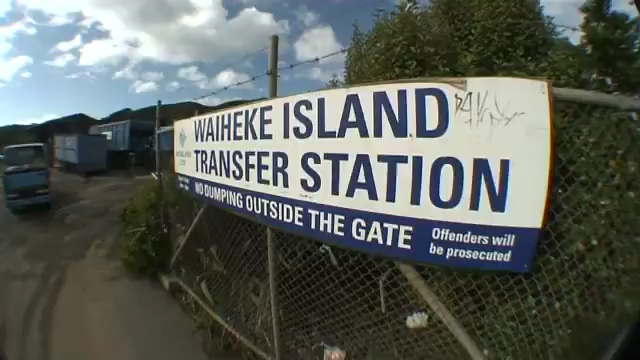 WAIHEKE ISLAND
TRANSFER STATION
NO DUMPING OUTSIDE THE GATE
Offenders will
be prosecuted